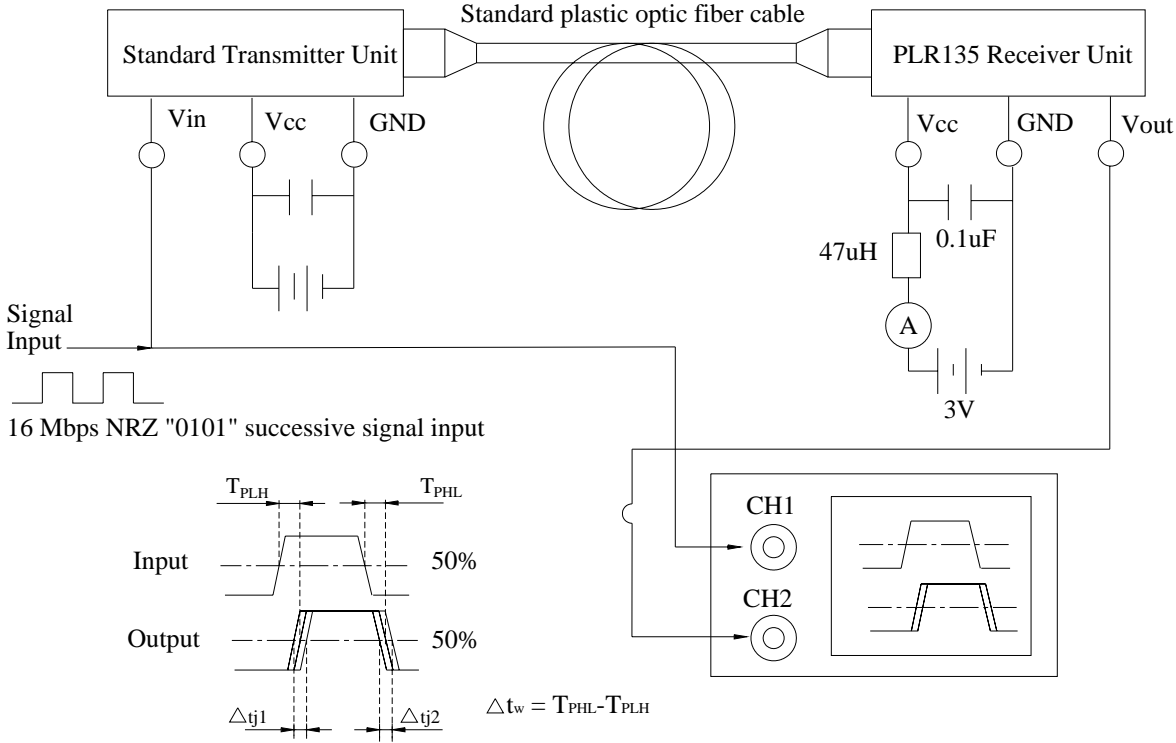 Standard plastic optic fiber cable
Standard Transmitter Unit
PLR135 Receiver Unit
Vin
Vcc
GND
Vcc
GND
Vout
0.1uF
47uH
A
3V
Signal
Input
16 Mbps NRZ "0101" successive signal input
TPLH
TPHL
Input
50%
Output
50%
△tj1
△tj2
△tw = TPHL-TPLH
CH1
CH2